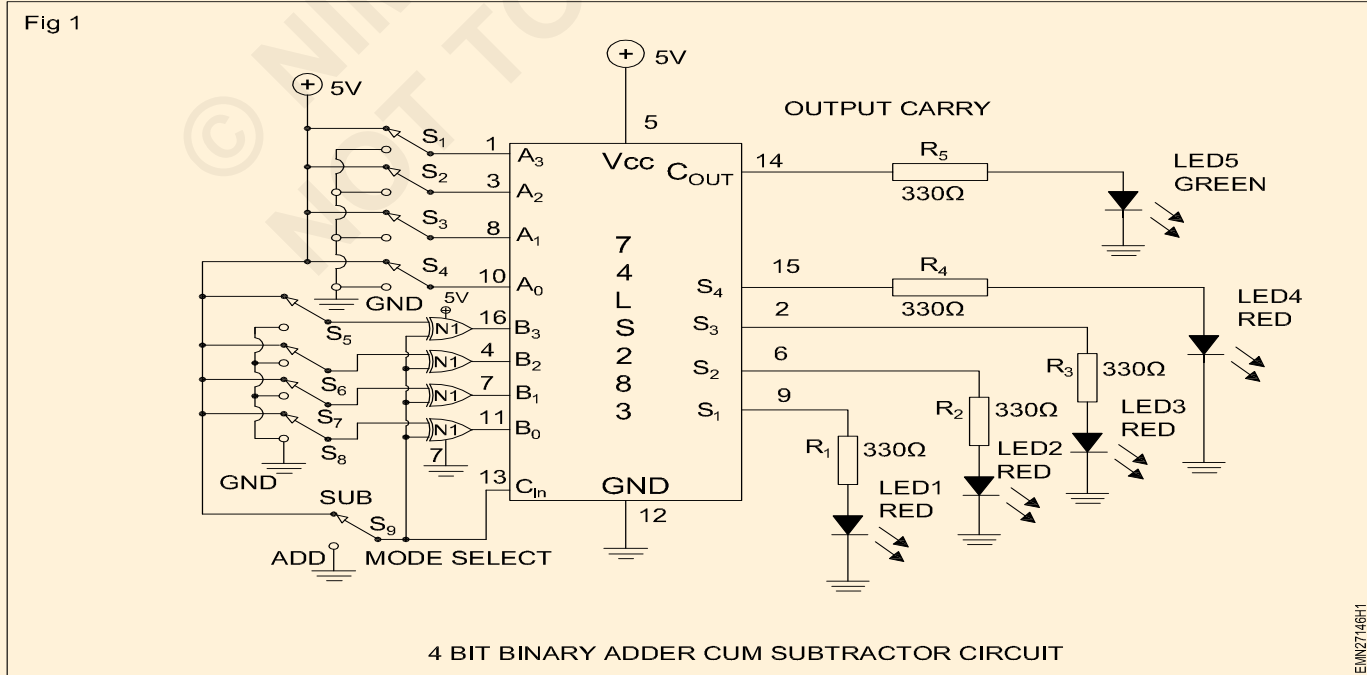 Fig 1
© NIM
NOT TO
5V
5V
5
OUTPUT CARRY
Vcc
COUT
14
R5
330Ω
LED5
GREEN
S1
1
A3
S2
3
A2
S3
8
A1
S4
10
A0
GND
5V
7
4
L
S
2
8
3
15
S4
R4
330Ω
LED4
RED
2
S3
R3
330Ω
LED3
RED
6
S2
R2
330Ω
LED2
RED
9
S1
R1
330Ω
LED1
RED
S5
N1
16
B3
S6
N1
4
B2
S7
N1
7
B1
S8
N1
11
B0
7
GND
13
CIn
GND
12
SUB
S9
ADD
MODE SELECT
4 BIT BINARY ADDER CUM SUBTRACTOR CIRCUIT
EMN27146H1